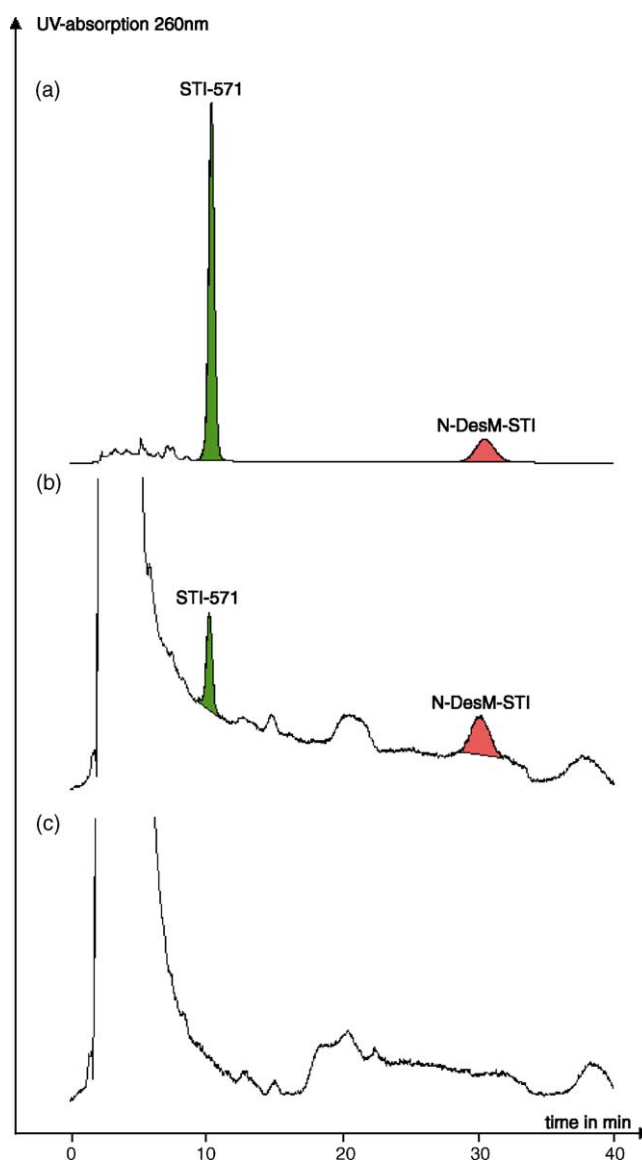 UV-absorption 260nm
(a)
STI-571
N-DesM-STI
(b)
STI-571
N-DesM-STI
(c)
time in min
0 10 20 30 40